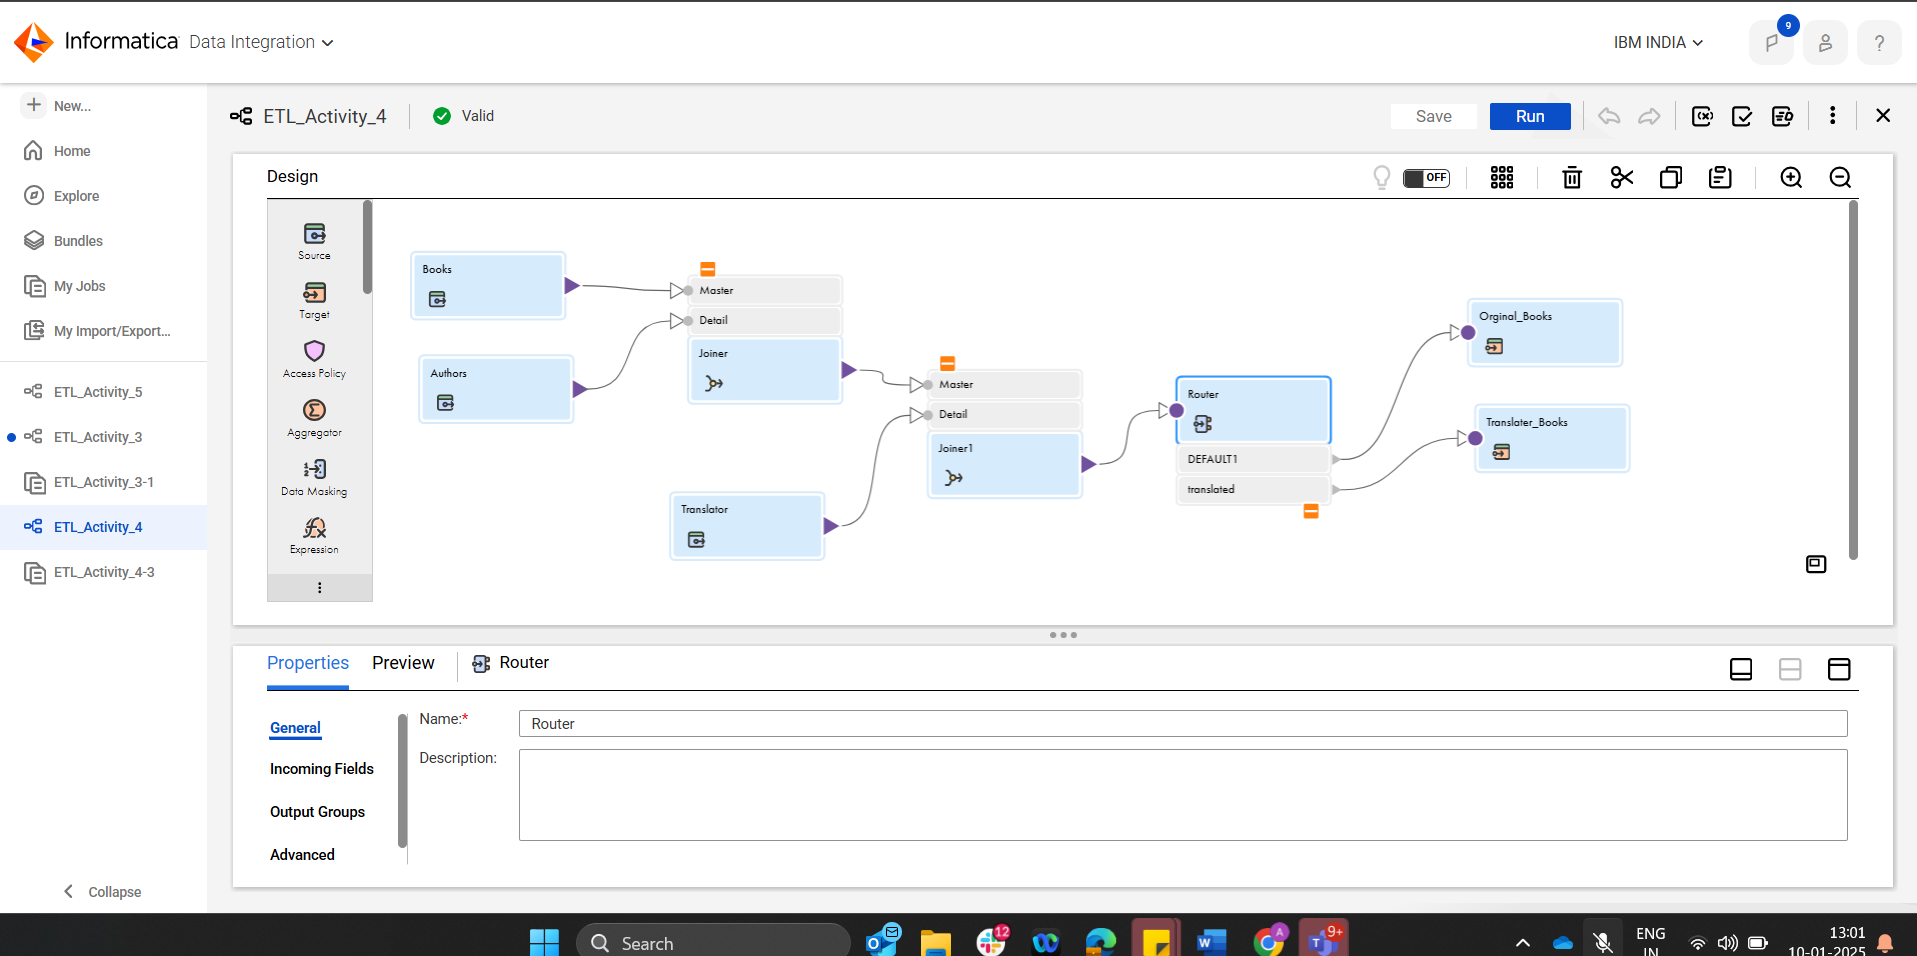 Informatica Data Integration
IBM INDIA
9
?
New...
Home
Explore
Bundles
My Jobs
My Import/Export...
ETL_Activity_5
ETL_Activity_3
ETL_Activity_3-1
ETL_Activity_4
ETL_Activity_4-3
Collapse
ETL_Activity_4
Valid
Save
Run
Design
OFF
Source
Target
Access Policy
Aggregator
Data Masking
Expression
Books
Authors
Master
Detail
Joiner
Translator
Master
Detail
Joiner1
Router
DEFAULT1
translated
Orginal_Books
Translater_Books
Properties
Preview
Router
General
Incoming Fields
Output Groups
Advanced
Name:*
Router
Description:
Search
12
A
9+
ENG
IN
13:01
10-01-2025